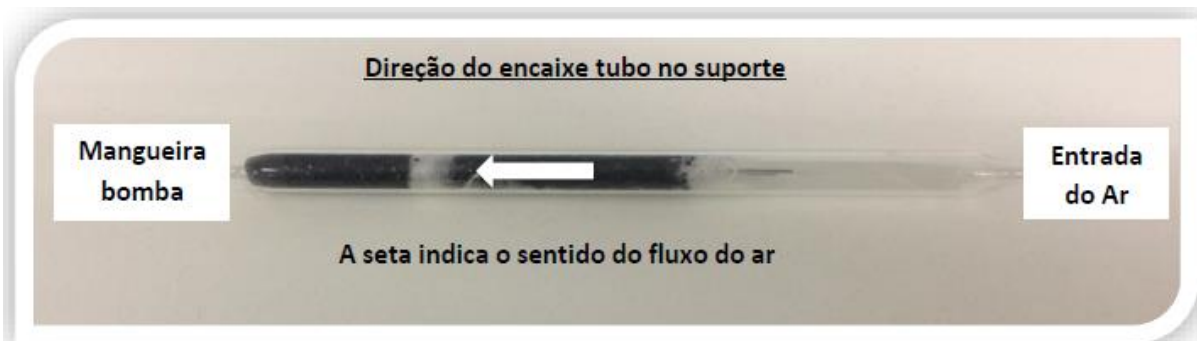 Direção do encaixe tubo no suporte
Mangueira
bomba
Entrada
do Ar
A seta indica o sentido do fluxo do ar